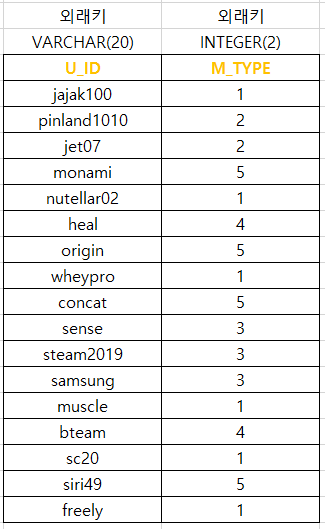 외래키 외래키
VARCHAR(20) INTEGER(2)
U_ID M_TYPE
jajak100 1
pinland1010 2
jet07 2
monami 5
nutellar02 1
heal 4
origin 5
wheypro 1
concat 5
sense 3
steam2019 3
samsung 3
muscle 1
bteam 4
sc20 1
siri49 5
freely 1